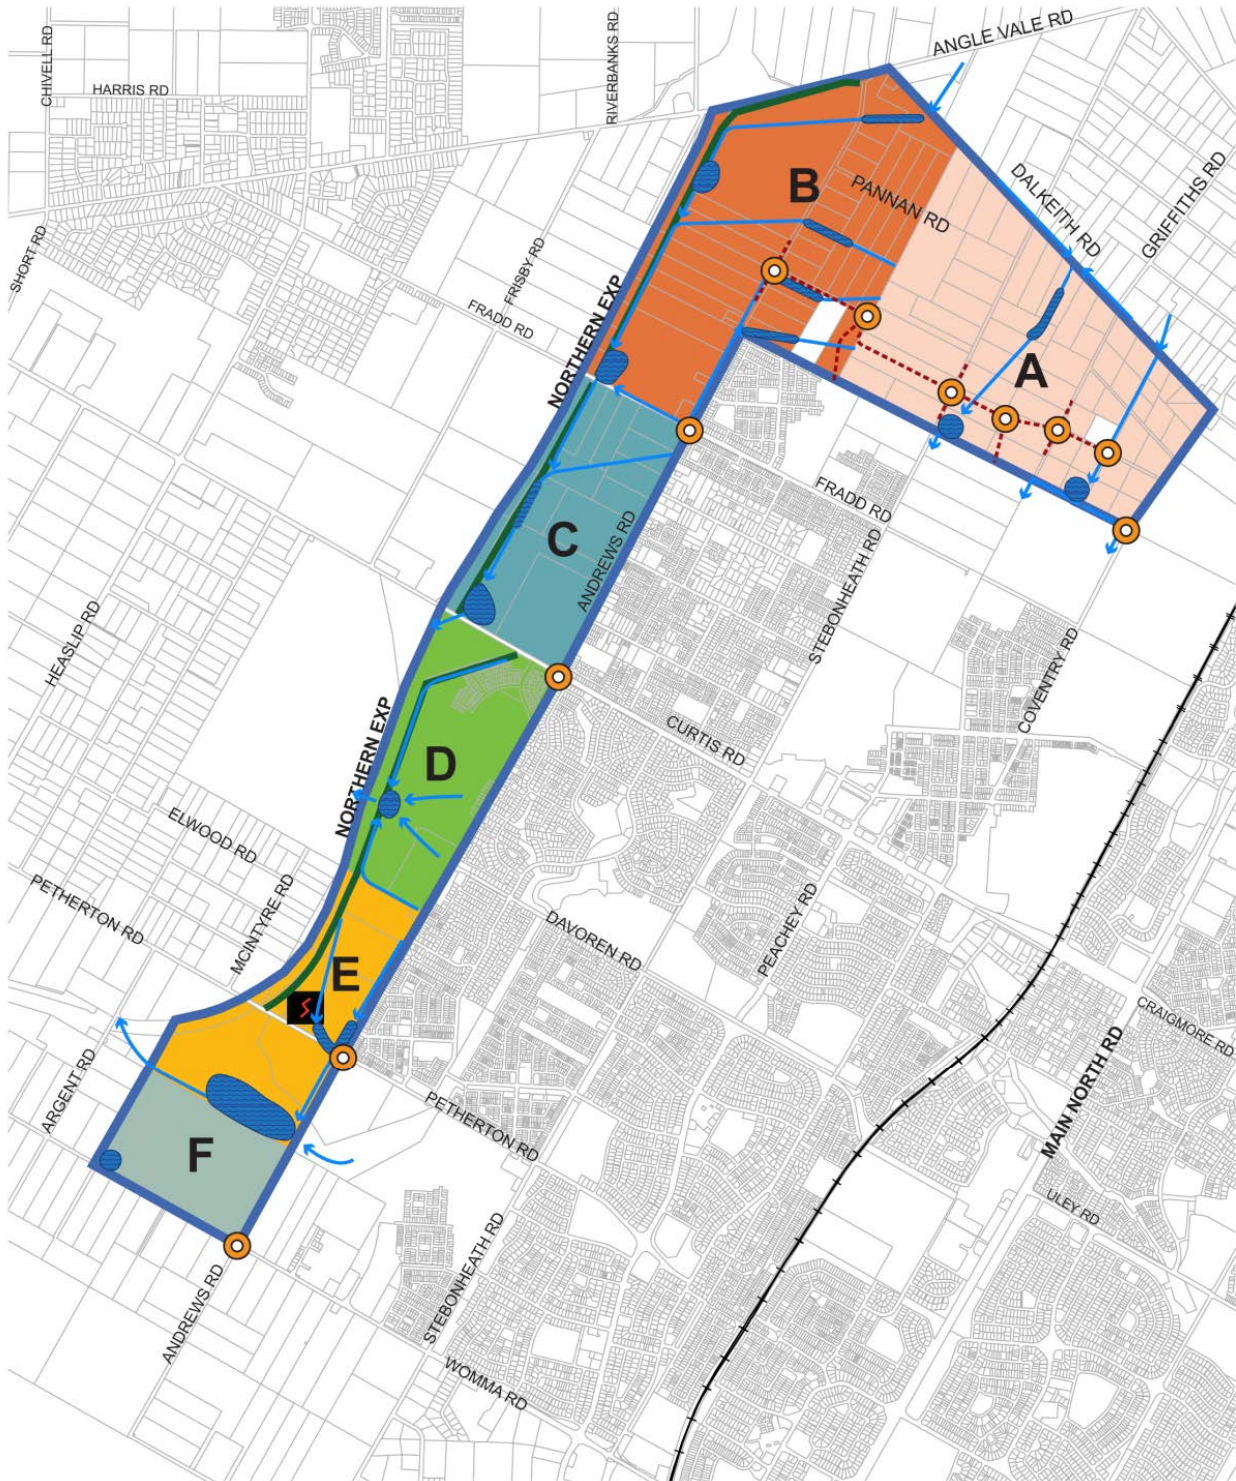 ANGLE VALE RD
CHIVELL RD
RIVERBANKS RD
HARRIS RD
DALKEITH RD
GRIFFITHS RD
B
PANNAN RD
SHORT RD
FRISBY RD
FRADD RD
NORTHERN EXP
A
FRADD RD
C
ANDREWS RD
STEBONHEATH RD
HEASLIP RD
COVENTRY RD
CURTIS RD
NORTHERN EXP
D
ELWOOD RD
PETHERTON RD
MCINTYRE RD
DAVOREN RD
PEACHEY RD
E
CRAIGMORE RD
MAIN NORTH RD
ARGENT RD
PETHERTON RD
F
ULEY RD
STEBONHEATH RD
ANDREWS RD
WOMMA RD